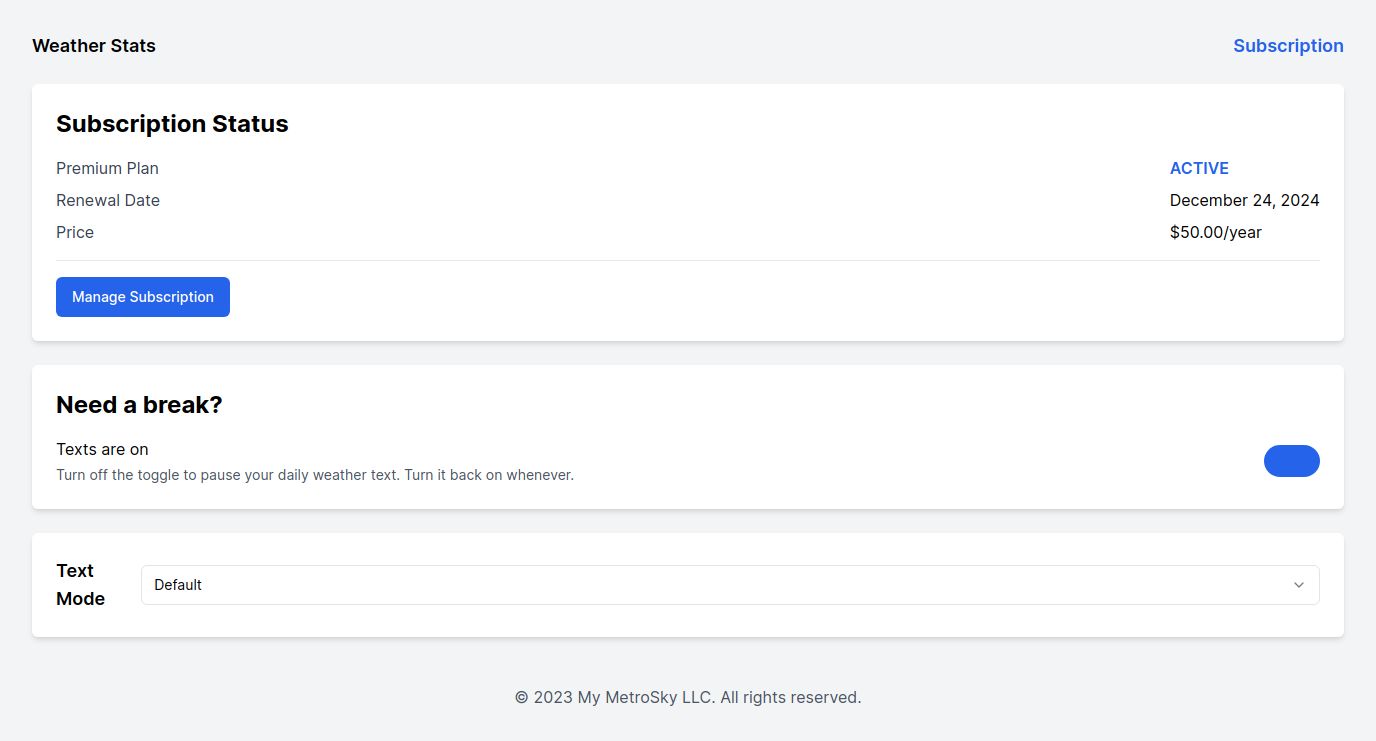 Weather Stats
Subscription
Subscription Status
Premium Plan
ACTIVE
Renewal Date
December 24, 2024
Price
$50.00/year
Manage Subscription
Need a break?
Texts are on
Turn off the toggle to pause your daily weather text. Turn it back on whenever.
Text
Mode
Default
© 2023 My MetroSky LLC. All rights reserved.